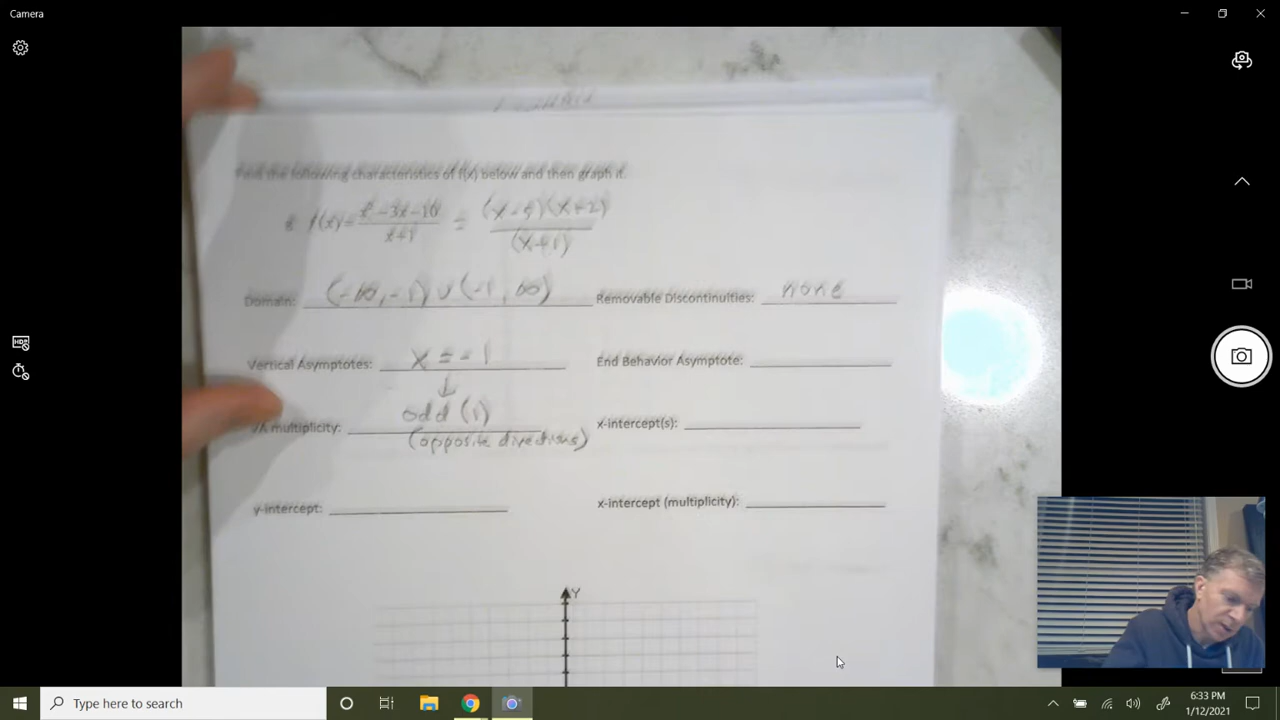 Camera
Find the following characteristics of f(x) below and then graph it.
f(x) = x²-3x-10 / x+1 = (x-5)(x+2) / (x+1)
Domain: (-∞,-1) ∪ (-1,∞) Removable Discontinuities: none
Vertical Asymptotes: x = -1 End Behavior Asymptote:
↓
VA multiplicity: odd (1) x-intercept(s):
(opposite directions)
y-intercept: x-intercept (multiplicity):
Y
Type here to search
6:33 PM
1/12/2021